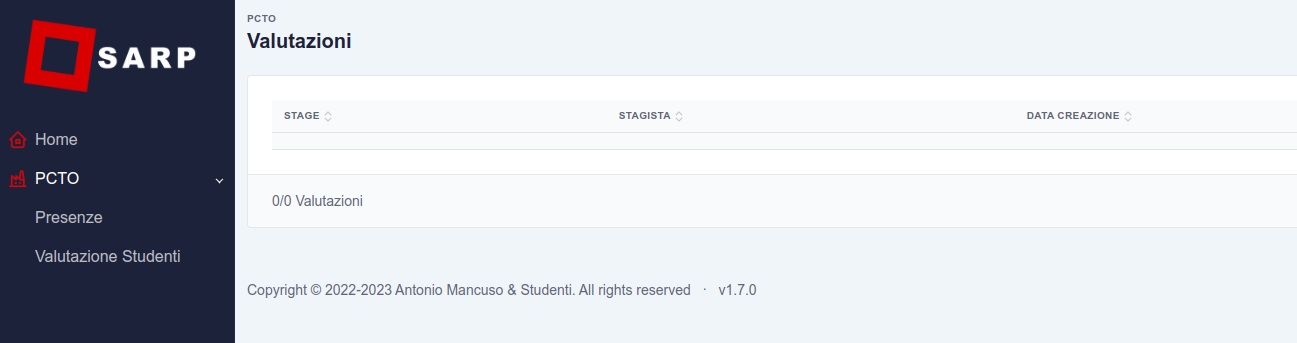 SARP
Home
PCTO
Presenze
Valutazione Studenti
PCTO
Valutazioni
STAGE STAGISTA DATA CREAZIONE
0/0 Valutazioni
Copyright © 2022-2023 Antonio Mancuso & Studenti. All rights reserved · v1.7.0